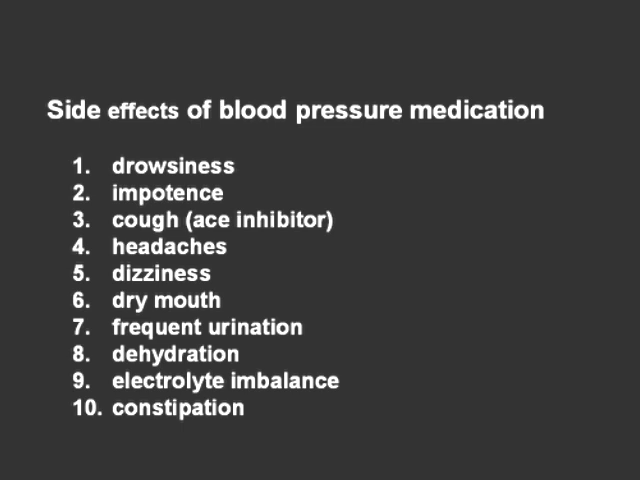 Side effects of blood pressure medication
1. drowsiness
2. impotence
3. cough (ace inhibitor)
4. headaches
5. dizziness
6. dry mouth
7. frequent urination
8. dehydration
9. electrolyte imbalance
10. constipation